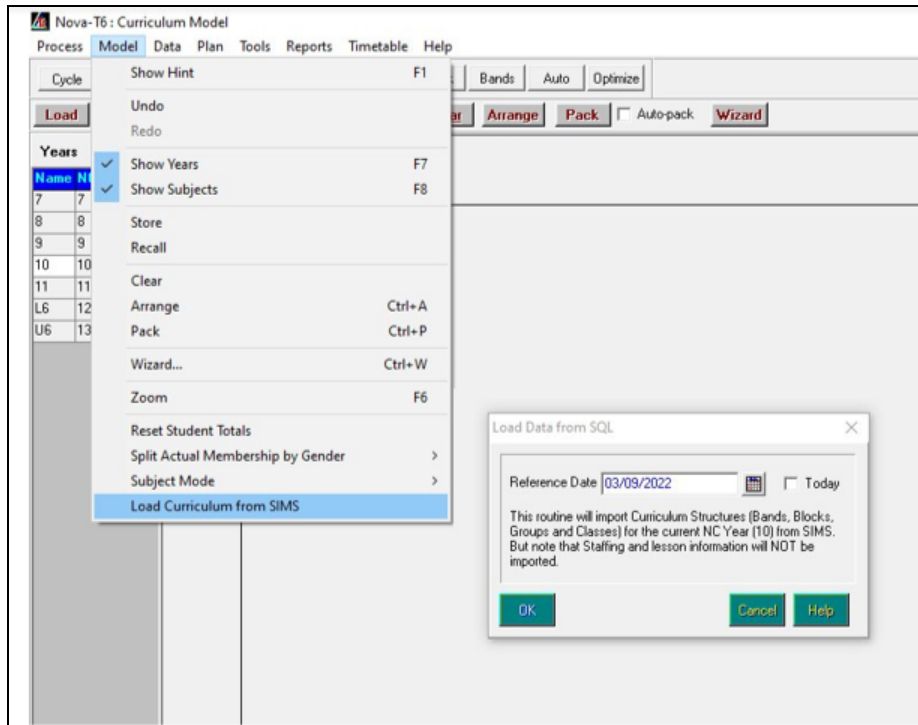 Nova-T6 : Curriculum Model
Process Model Data Plan Tools Reports Timetable Help
Cycle Bands Auto Optimize
Load Arrange Pack Auto-pack Wizard
Show Hint F1
Undo
Redo
Show Years F7
Show Subjects F8
Store
Recall
Clear
Arrange Ctrl+A
Pack Ctrl+P
Wizard... Ctrl+W
Zoom F6
Reset Student Totals
Split Actual Membership by Gender >
Subject Mode >
Load Curriculum from SIMS
Years
Name
7 7
8 8
9 9
10 10
11 11
L6 12
U6 13
Load Data from SQL
Reference Date 03/09/2022 Today
This routine will import Curriculum Structures (Bands, Blocks,
Groups and Classes) for the current NC Year (10) from SIMS.
But note that Staffing and lesson information will NOT be
imported.
OK Cancel Help